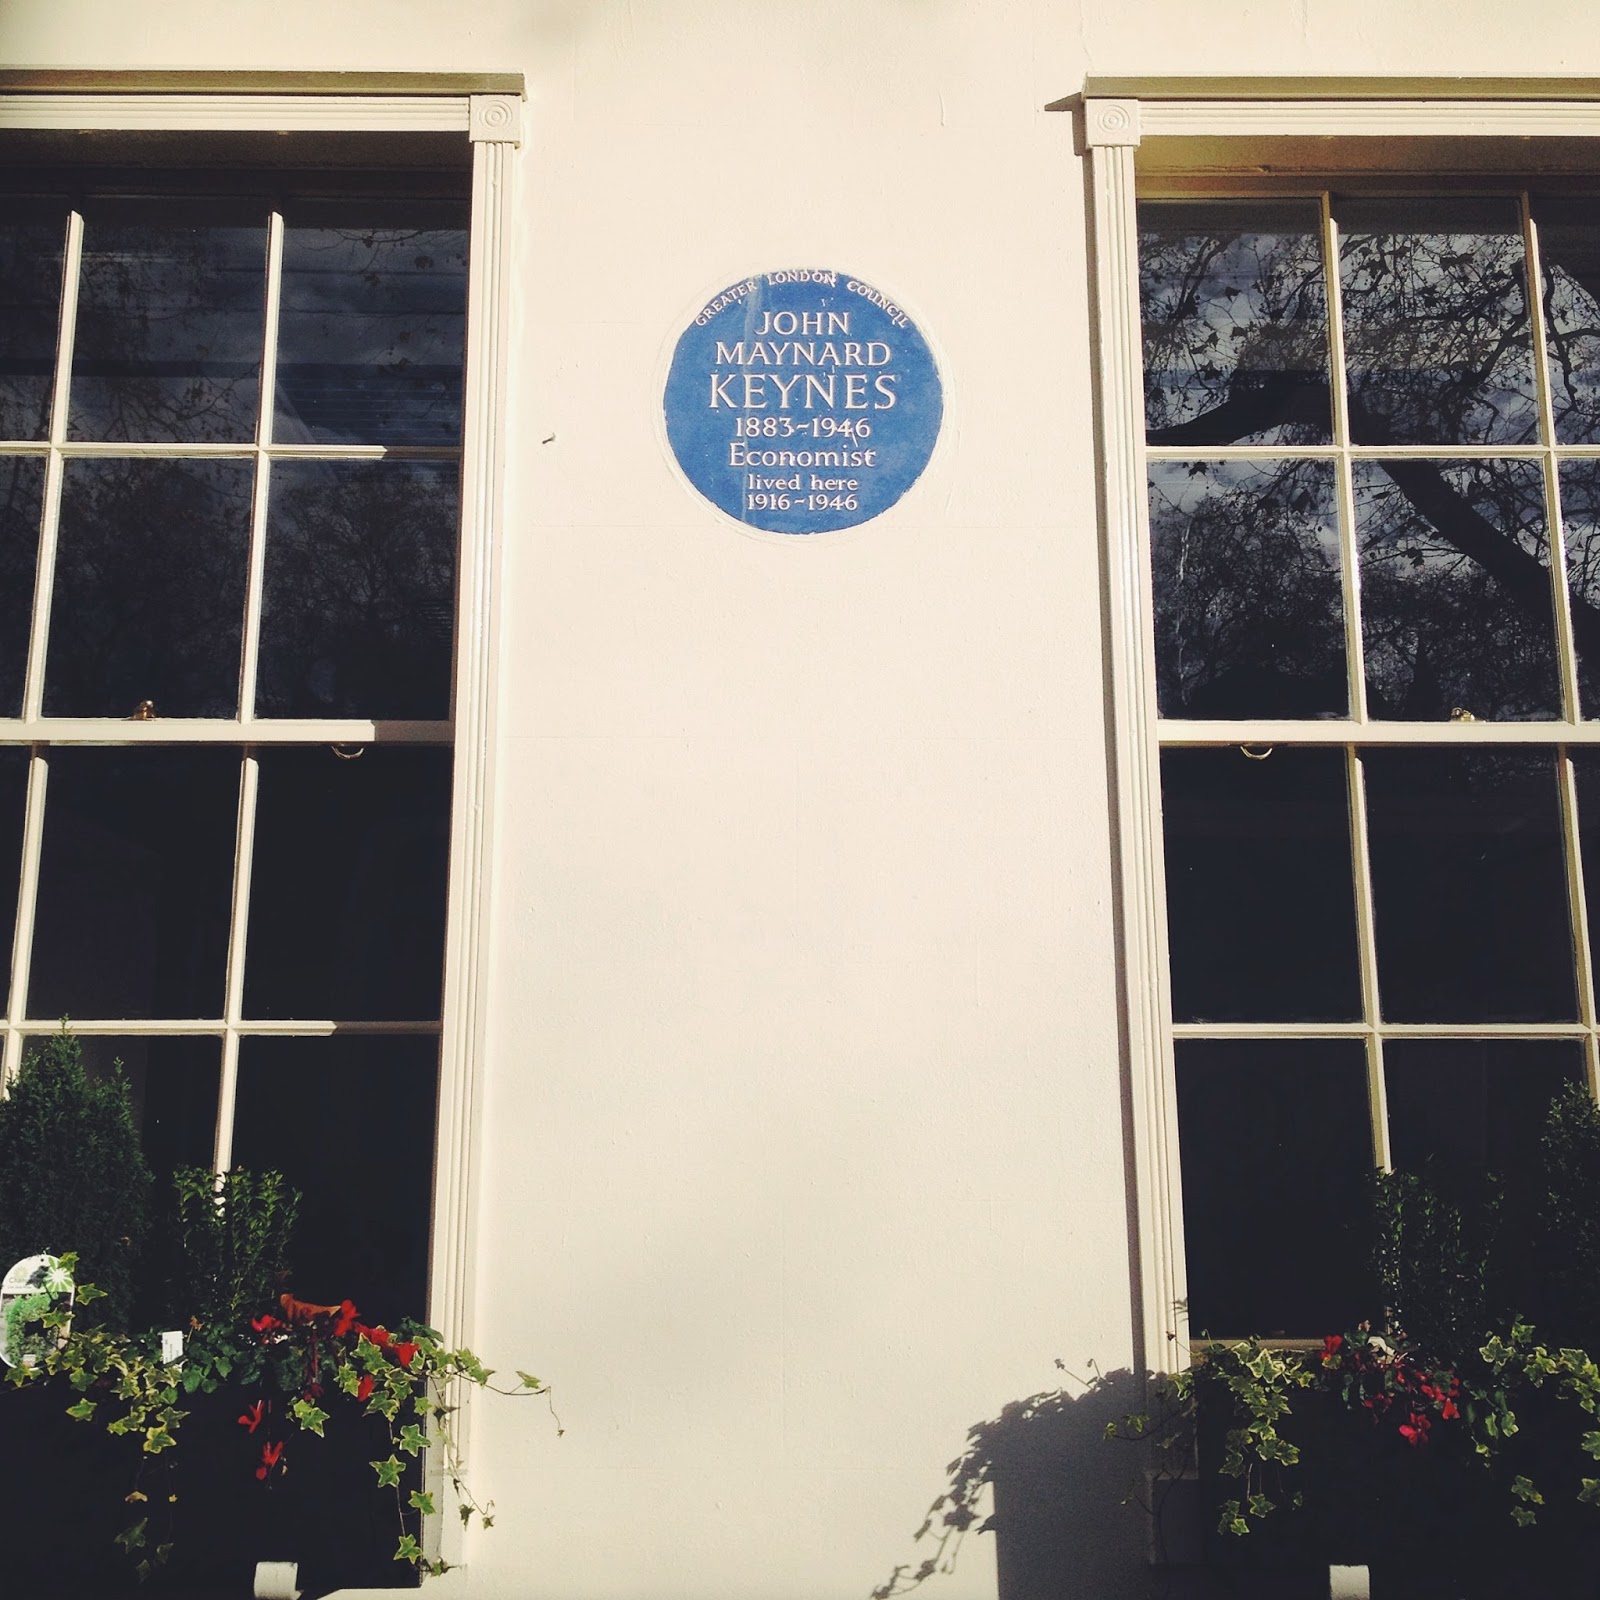 GREATER LONDON COUNCIL
JOHN
MAYNARD
KEYNES
1883~1946
Economist
lived here
1916~1946